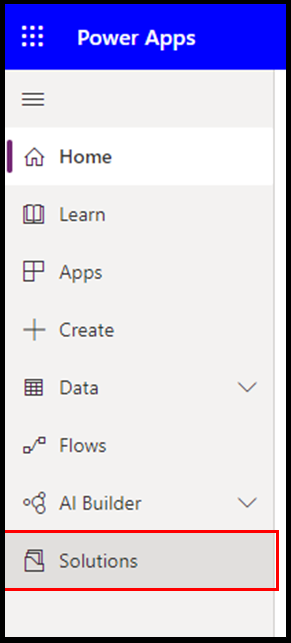 Power Apps
Home
Learn
Apps
Create
Data
Flows
AI Builder
Solutions